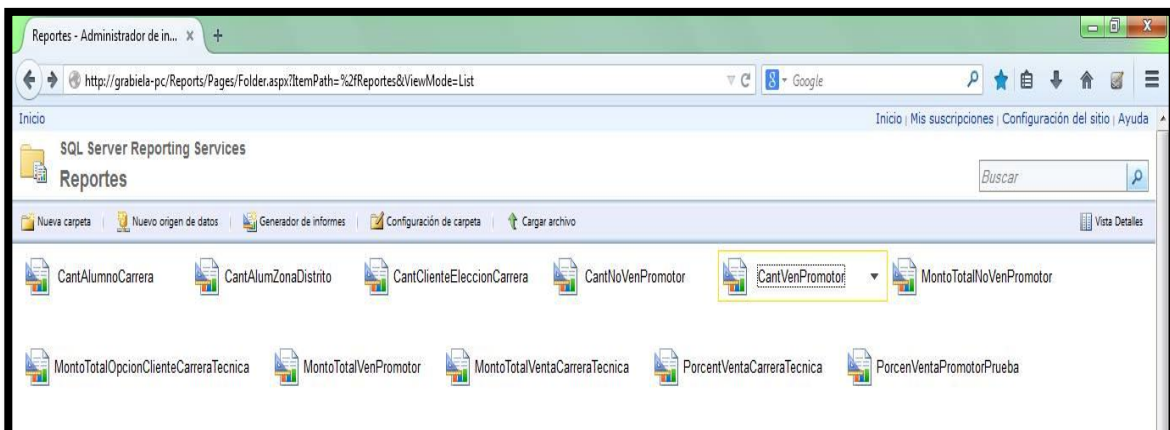 Reportes - Administrador de in... x +
http://grabiela-pc/Reports/Pages/Folder.aspx?ItemPath=%2fReportes&ViewMode=List
Google
Inicio
Inicio | Mis suscripciones | Configuración del sitio | Ayuda
SQL Server Reporting Services
Reportes
Buscar
Nueva carpeta | Nuevo origen de datos | Generador de informes | Configuración de carpeta | Cargar archivo
Vista Detalles
CantAlumnoCarrera CantAlumZonaDistrito CantClienteEleccionCarrera CantNoVenPromotor CantVenPromotor MontoTotalNoVenPromotor
MontoTotalOpcionClienteCarreraTecnica MontoTotalVenPromotor MontoTotalVentaCarreraTecnica PorcentVentaCarreraTecnica PorcenVentaPromotorPrueba